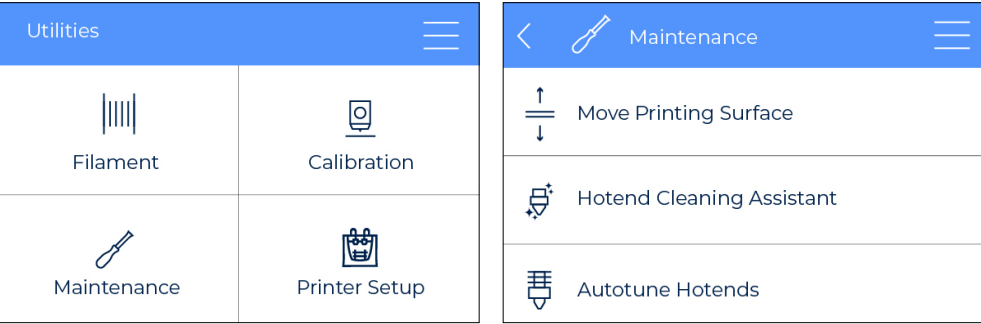 Utilities
Filament
Calibration
Maintenance
Printer Setup
Maintenance
Move Printing Surface
Hotend Cleaning Assistant
Autotune Hotends